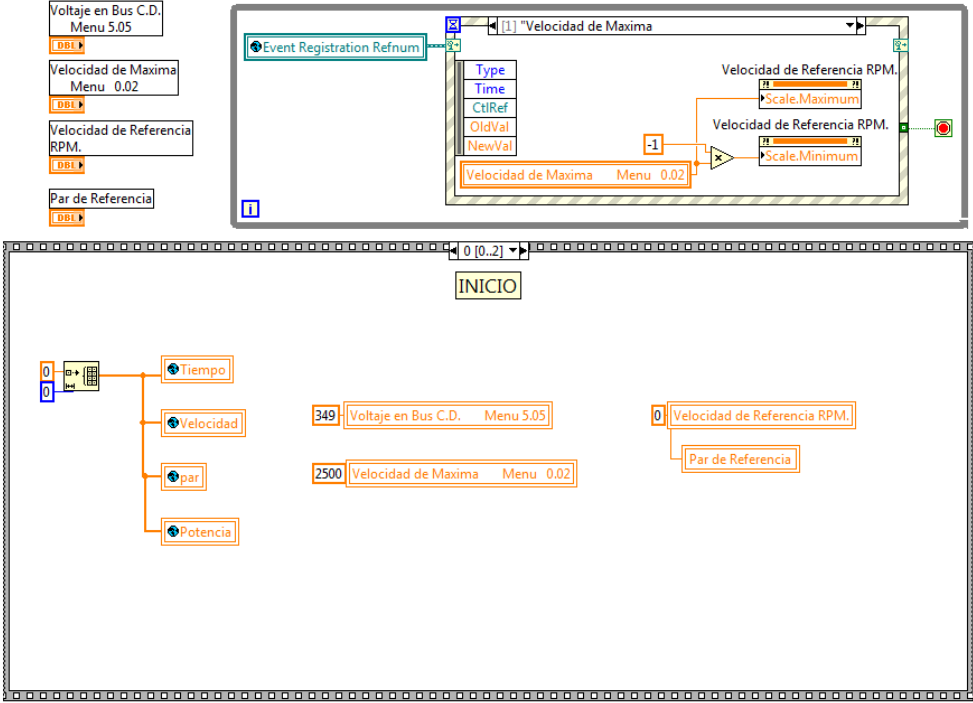 Voltaje en Bus C.D.
Menu 5.05
DBL
Velocidad de Maxima
Menu 0.02
DBL
Velocidad de Referencia
RPM.
DBL
Par de Referencia
DBL
Event Registration Refnum
[1] "Velocidad de Maxima
Type
Time
CtlRef
OldVal
NewVal
Velocidad de Referencia RPM.
?! ?!
Scale.Maximum
Velocidad de Referencia RPM.
?! ?!
Scale.Minimum
-1
x
Velocidad de Maxima Menu 0.02
i
0 [0..2]
INICIO
0
0
Tiempo
Velocidad
par
Potencia
349 Voltaje en Bus C.D. Menu 5.05
2500 Velocidad de Maxima Menu 0.02
0 Velocidad de Referencia RPM.
Par de Referencia